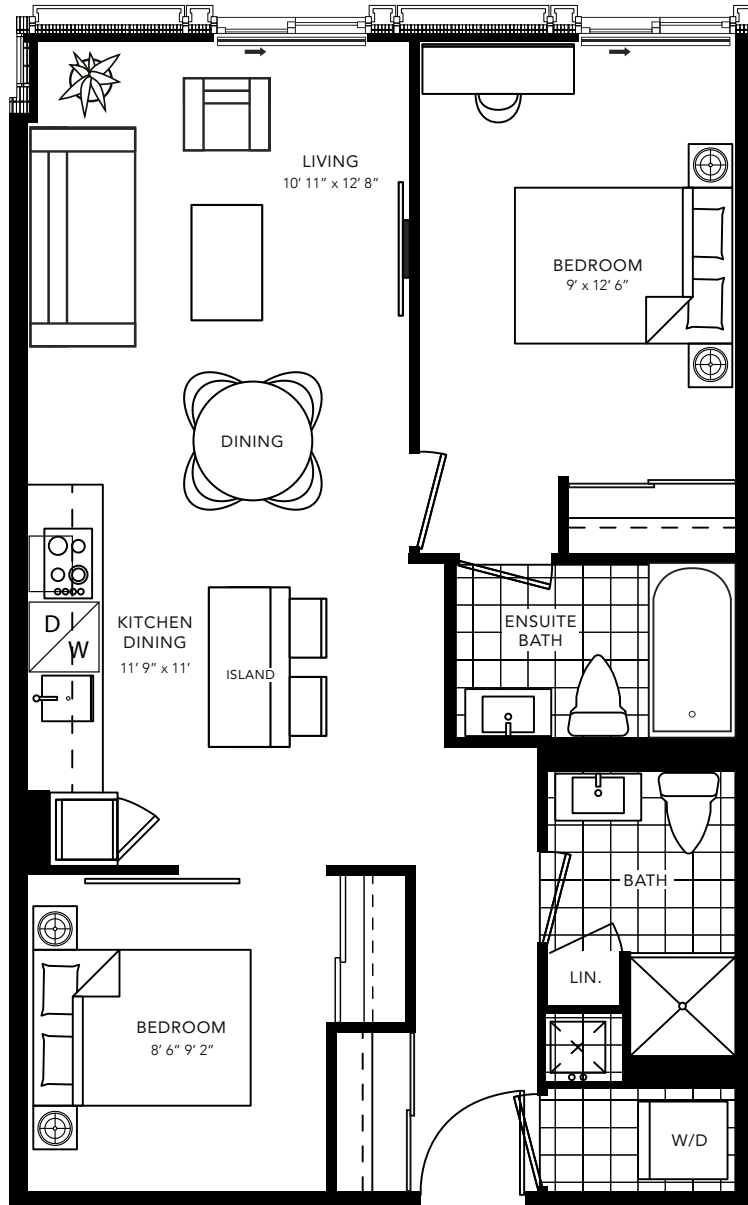 LIVING
10' 11" x 12' 8"
BEDROOM
9' x 12' 6"
DINING
KITCHEN
DINING
11' 9" x 11'
D
W
ISLAND
ENSUITE
BATH
BATH
LIN.
BEDROOM
8' 6" 9' 2"
W/D